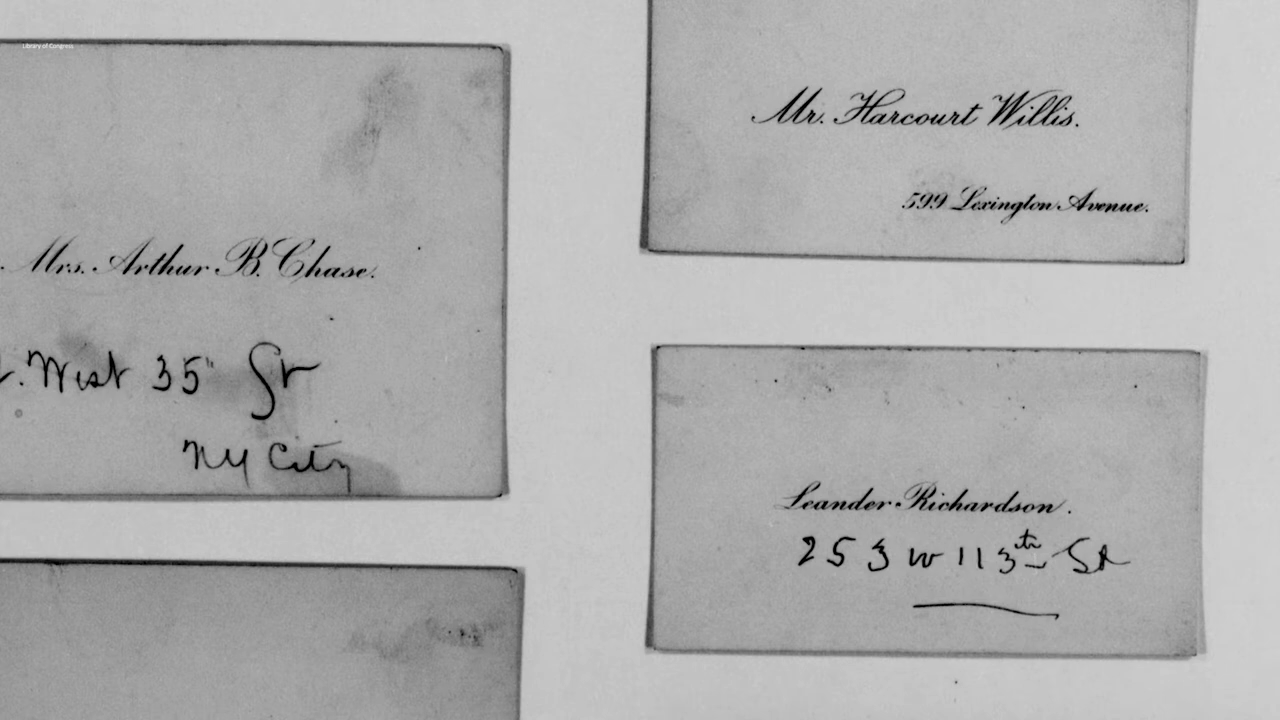 Library of Congress
Mrs. Arthur B. Chase.
West 35" St
NY City
Mr. Harcourt Willis.
599 Lexington Avenue.
Leander Richardson.
253 W 113th St